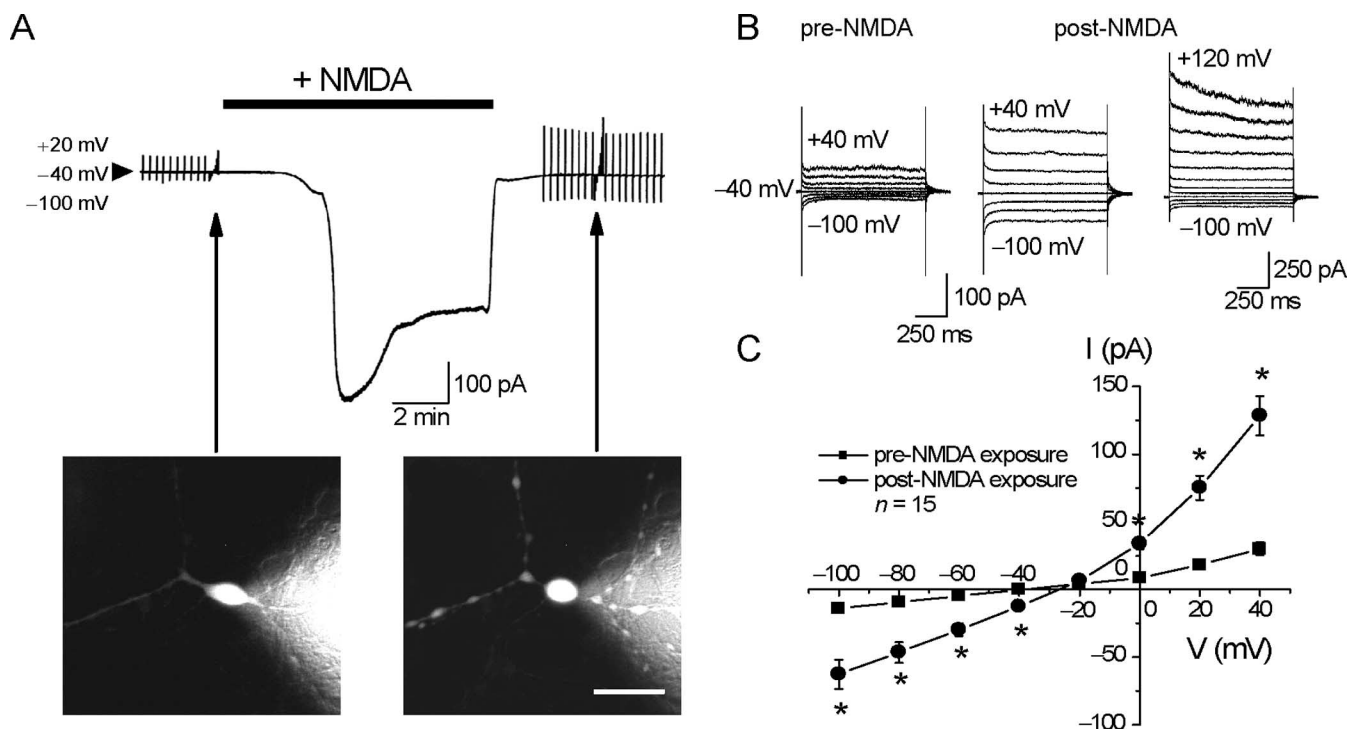 A
+ NMDA
+20 mV
−40 mV
−100 mV
100 pA
2 min
B
pre-NMDA
post-NMDA
+120 mV
+40 mV
+40 mV
−40 mV
−100 mV
−100 mV
−100 mV
100 pA
250 ms
250 pA
250 ms
C
I (pA)
150
100
50
0
−50
−100
pre-NMDA exposure
post-NMDA exposure
n = 15
* * * * * * *
−100 −80 −60 −40 −20 0 20 40
V (mV)